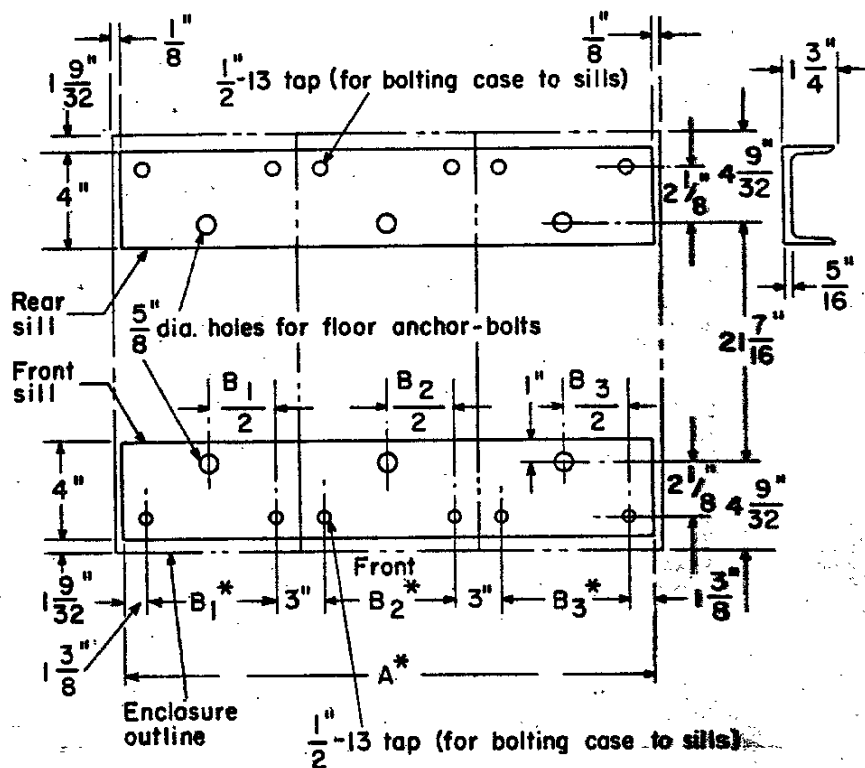 1/8"
1/8"
1 9/32"
1/2"-13 tap (for bolting case to sills)
1 3/4"
4"
2 1/8"
4 9/32"
5/16"
Rear
sill
5/8" dia. holes for floor anchor-bolts
21 7/16"
Front
sill
B1/2
B2/2
1"
B3/2
4"
2 1/8"
4 9/32"
Front
1 9/32"
B1*
3"
B2*
3"
B3*
1 3/8"
A*
Enclosure
outline
1/2"-13 tap (for bolting case to sills)